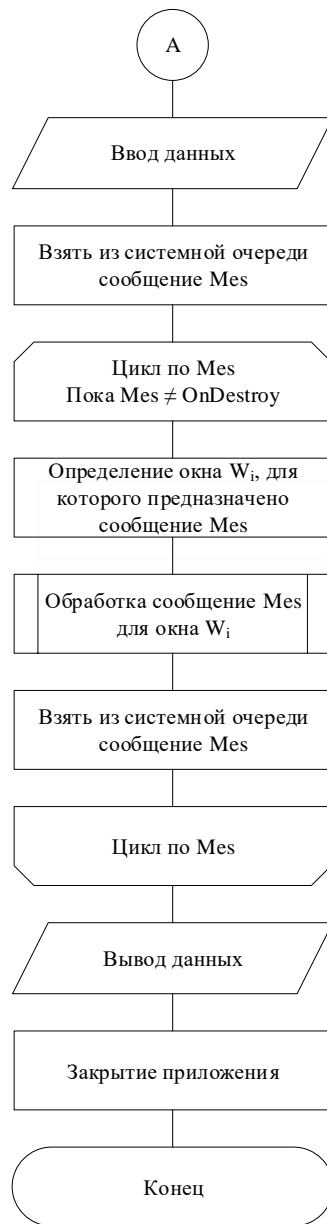 А
Ввод данных
Взять из системной очереди
сообщение Mes
Цикл по Mes
Пока Mes ≠ OnDestroy
Определение окна Wᵢ, для
которого предназначено
сообщение Mes
Обработка сообщение Mes
для окна Wᵢ
Взять из системной очереди
сообщение Mes
Цикл по Mes
Вывод данных
Закрытие приложения
Конец